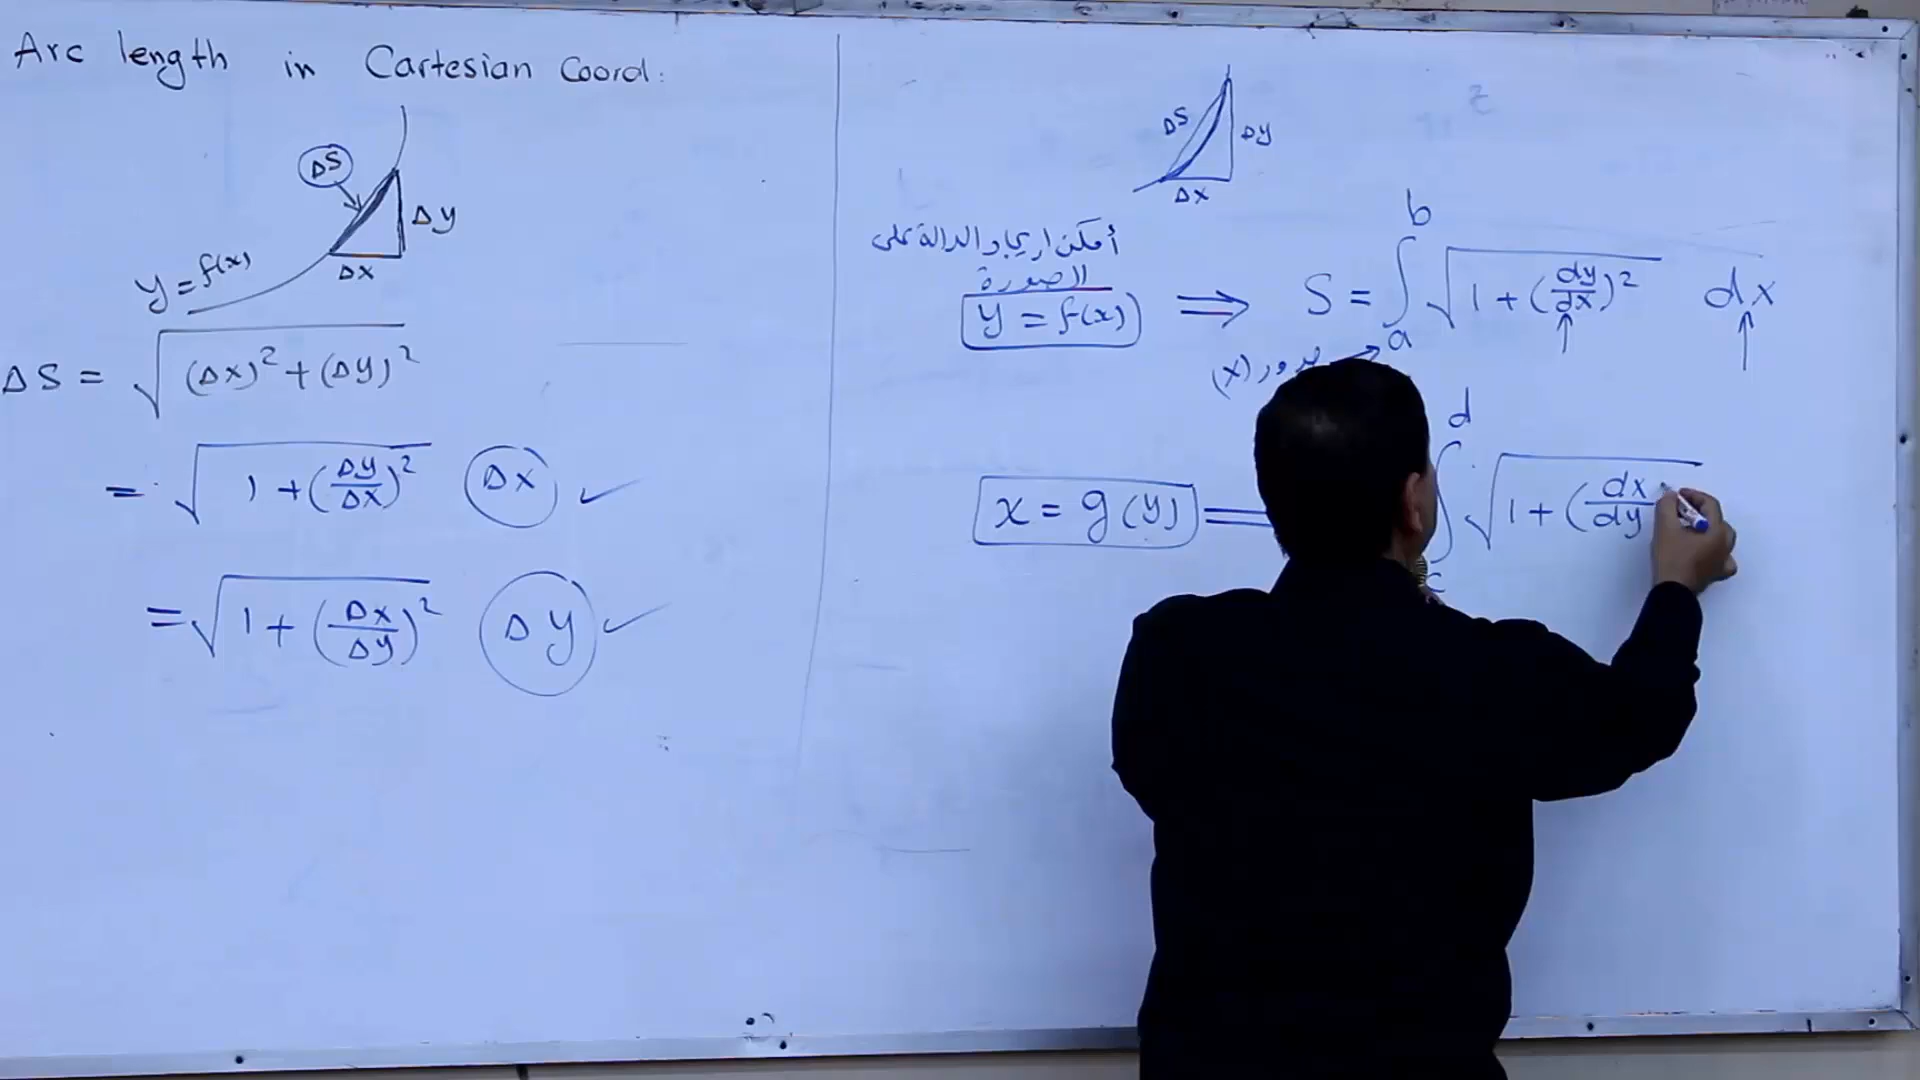 Arc length in Cartesian Coord.
ΔS
Δy
Δx
y = f(x)
ΔS = √((Δx)² + (Δy)²)
= √(1 + (Δy/Δx)²) Δx ✓
= √(1 + (Δx/Δy)²) Δy ✓
ΔS
Δy
Δx
أمكن إيجاد الدالة على
الصورة
y = f(x) ⟹ S = ∫ₐᵇ √(1 + (dy/dx)²) dx
(x)
x = g(y) = ∫ d c √(1 + (dx/dy